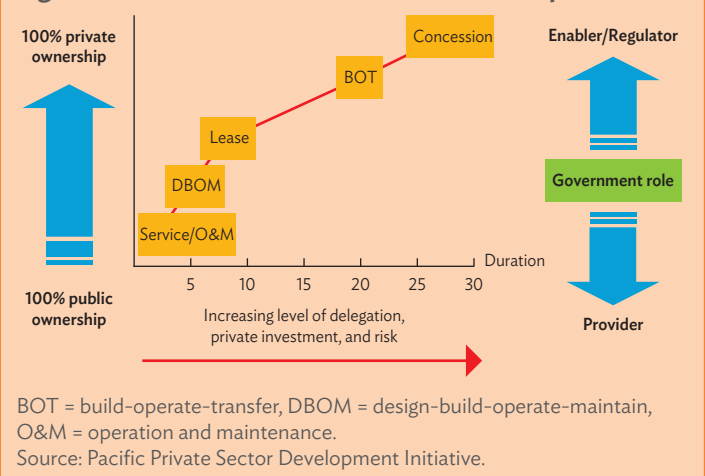 100% private
ownership
Concession
Enabler/Regulator
BOT
Lease
DBOM
Government role
Service/O&M
Duration
5 10 15 20 25 30
100% public
ownership
Increasing level of delegation,
private investment, and risk
Provider
BOT = build-operate-transfer, DBOM = design-build-operate-maintain,
O&M = operation and maintenance.
Source: Pacific Private Sector Development Initiative.